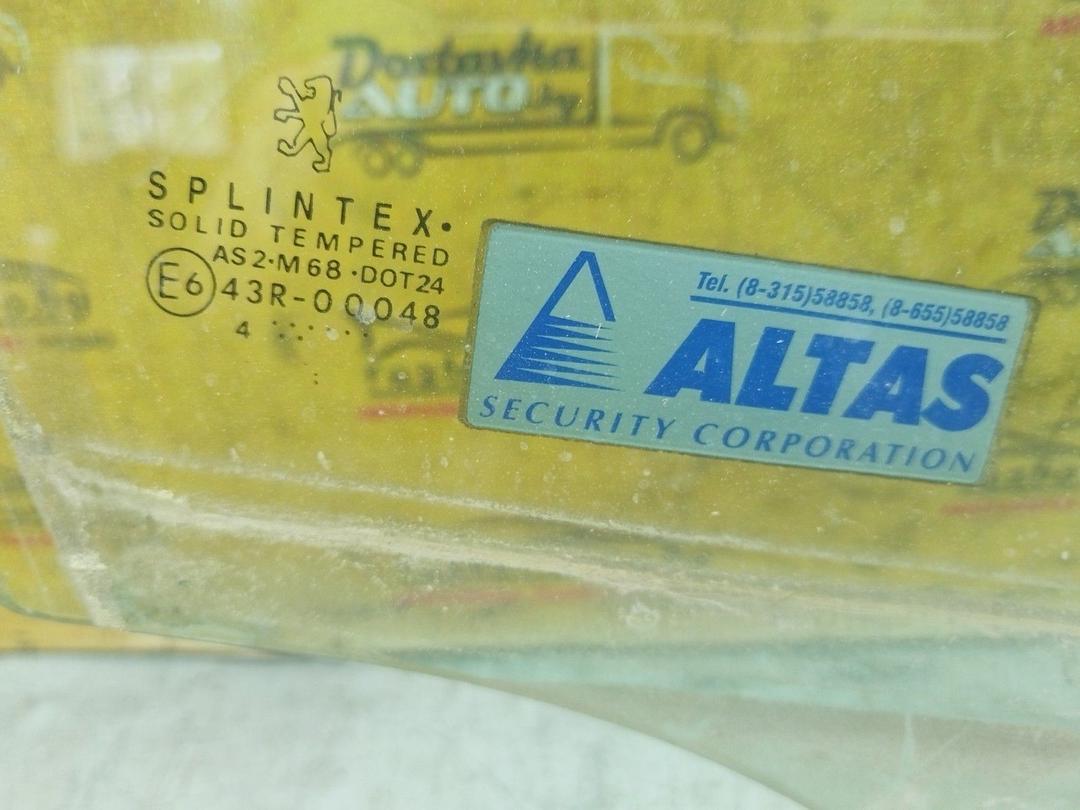 Dostavka
AUTO.by
SPLINTEX.
SOLID TEMPERED
AS2·M68·DOT24
E6 43R-00048
4
Tel. (8-315)58858, (8-655)58858
ALTAS
SECURITY CORPORATION